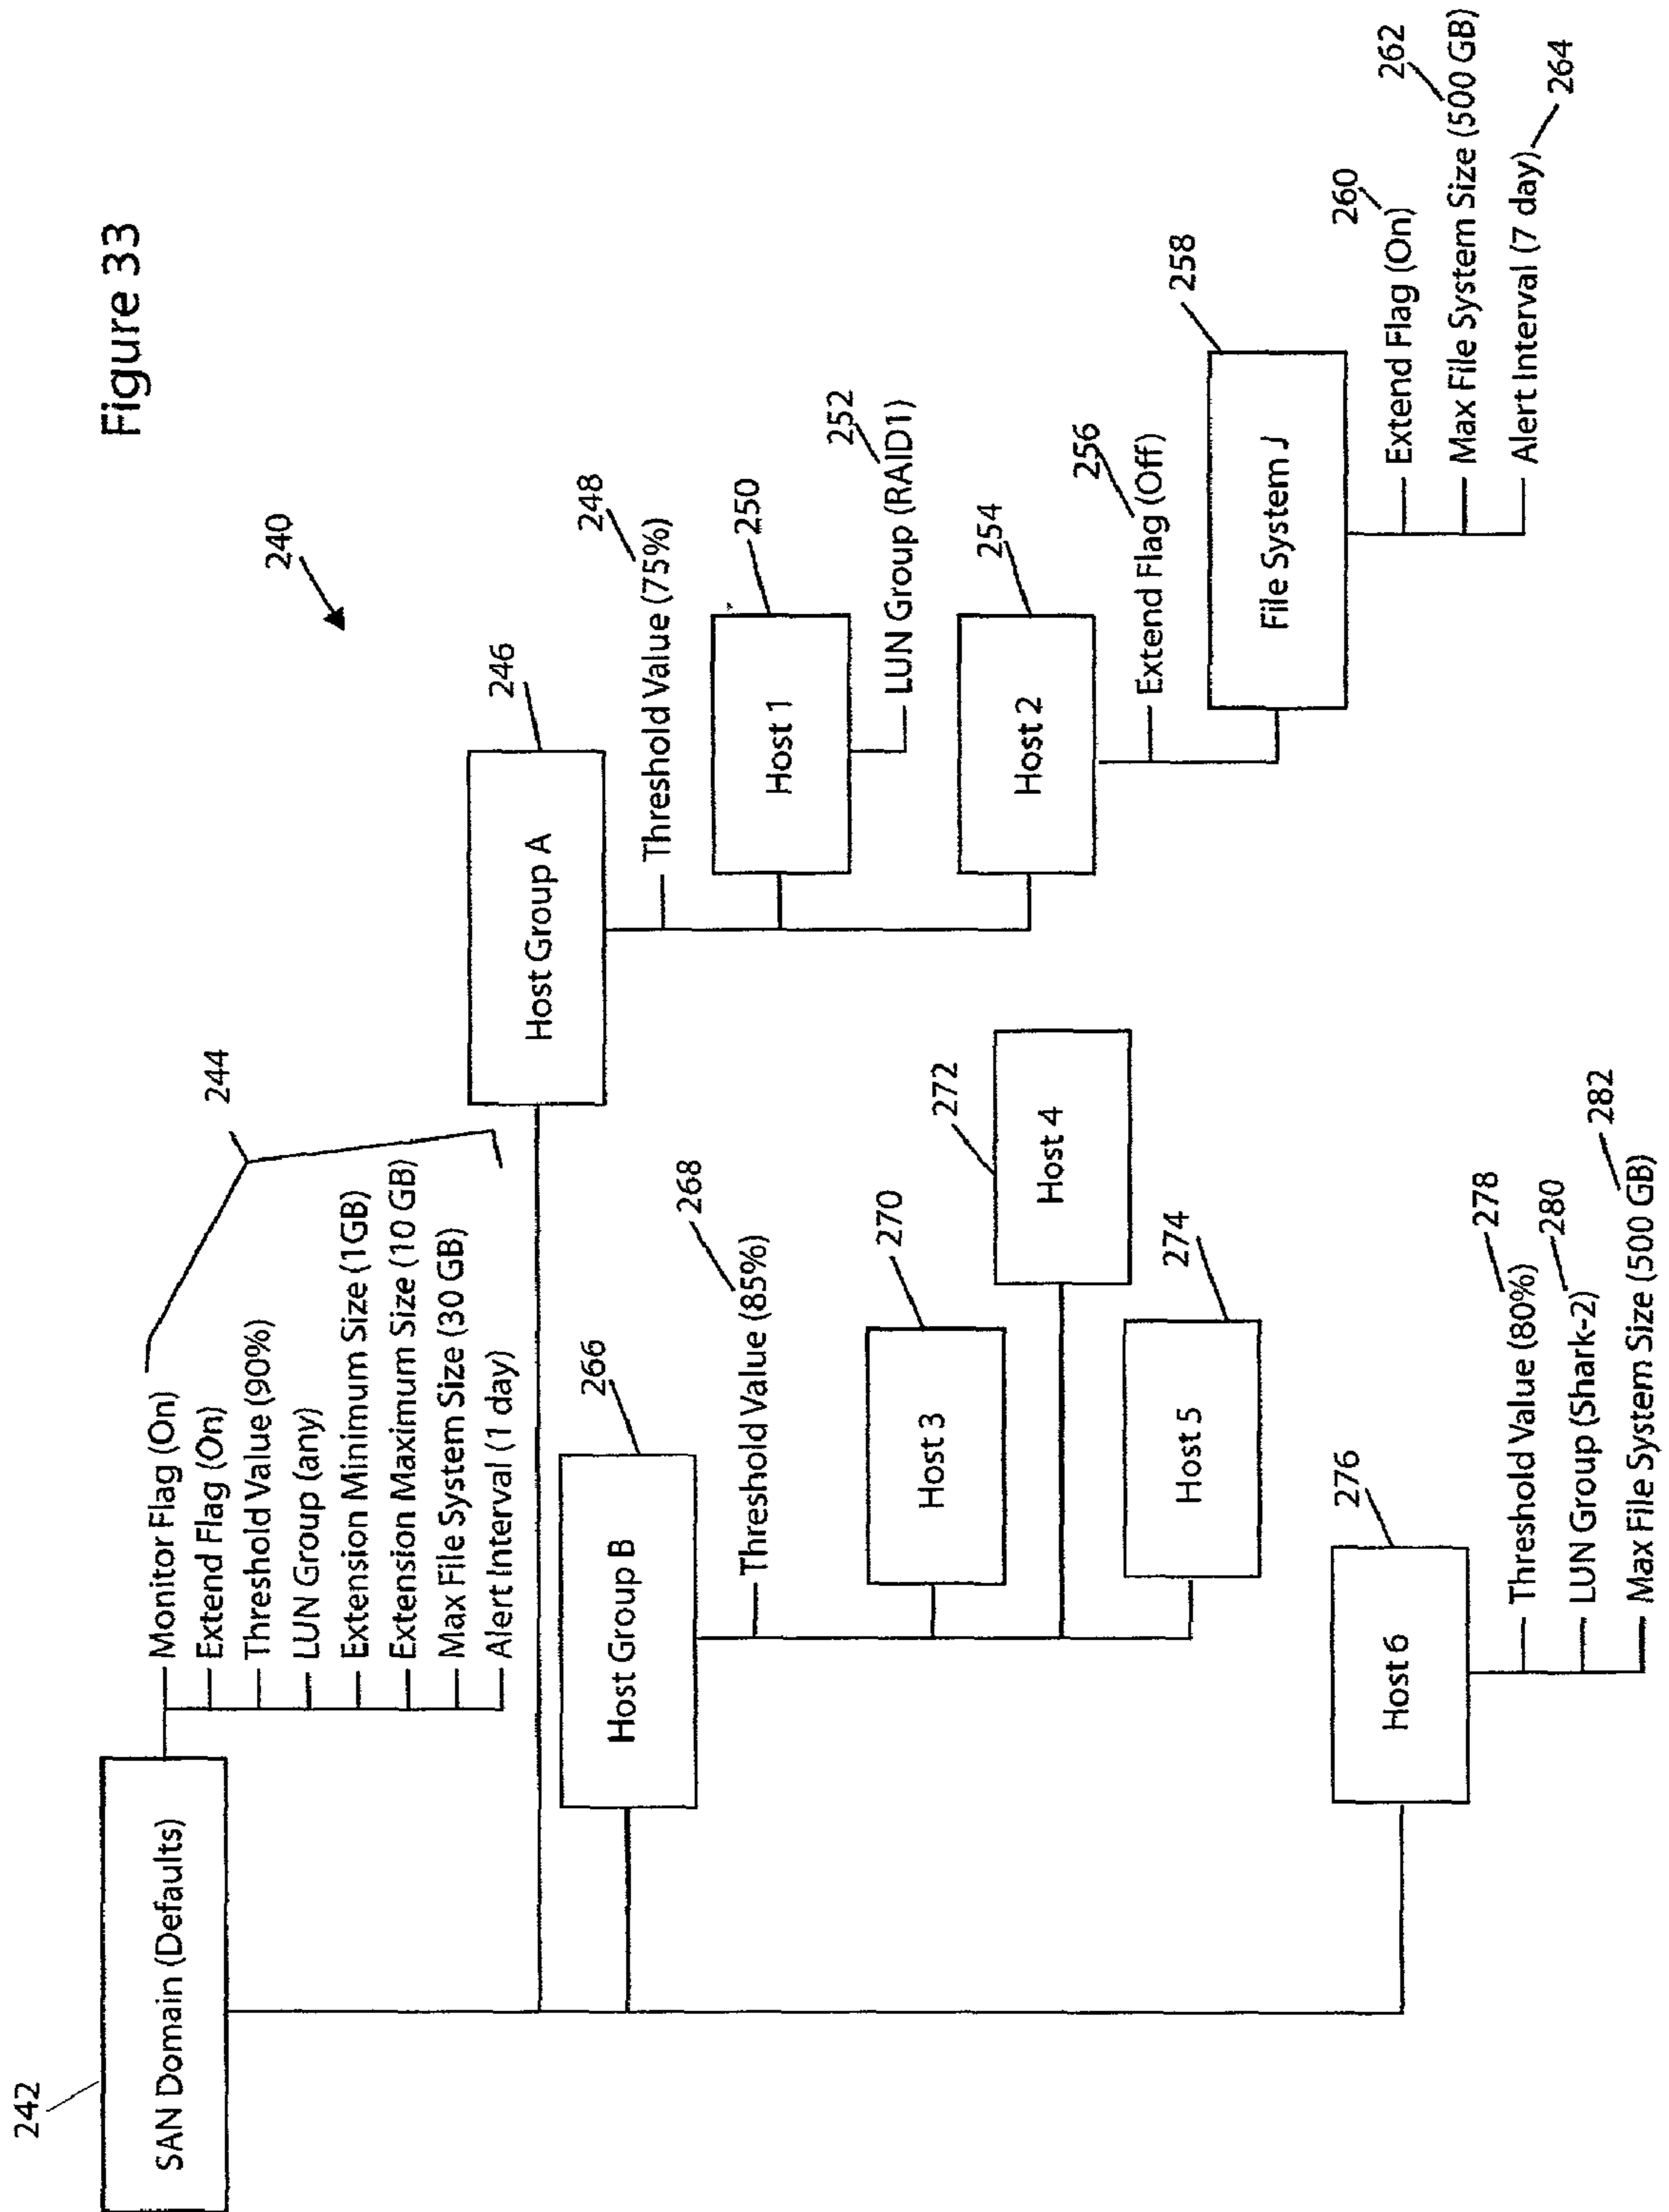 Figure 33
240
242
SAN Domain (Defaults)
244
Monitor Flag (On)
Extend Flag (On)
Threshold Value (90%)
LUN Group (any)
Extension Minimum Size (1GB)
Extension Maximum Size (10 GB)
Max File System Size (30 GB)
Alert Interval (1 day)
246
Host Group A
248
Threshold Value (75%)
250
Host 1
252
LUN Group (RAID1)
254
Host 2
256
Extend Flag (Off)
258
File System J
260
Extend Flag (On)
262
Max File System Size (500 GB)
Alert Interval (7 day)
264
266
Host Group B
268
Threshold Value (85%)
270
Host 3
272
Host 4
274
Host 5
276
Host 6
278
Threshold Value (80%)
280
LUN Group (Shark-2)
282
Max File System Size (500 GB)